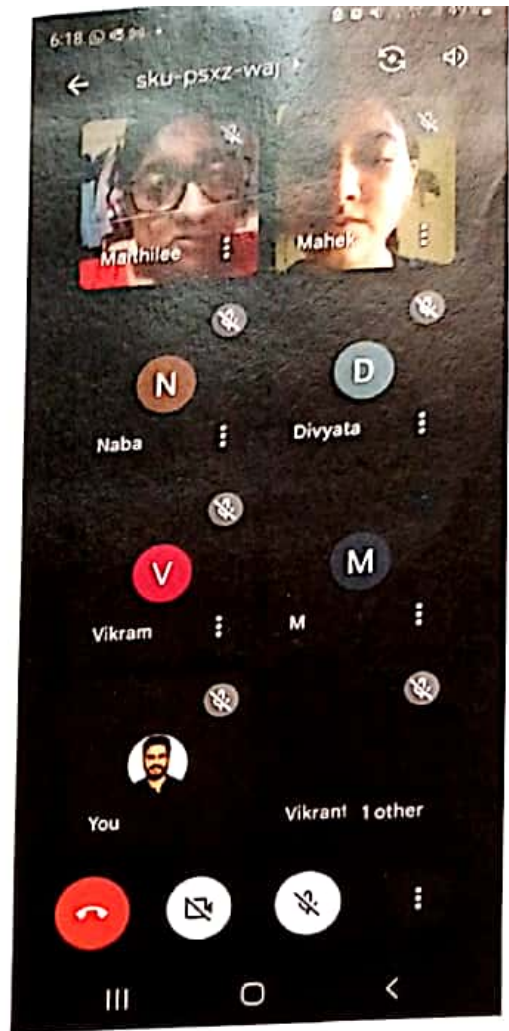 6:18
sku-psxz-waj
Maithilee Mahek
N D
Naba Divyata
V M
Vikram M
You Vikrant 1 other